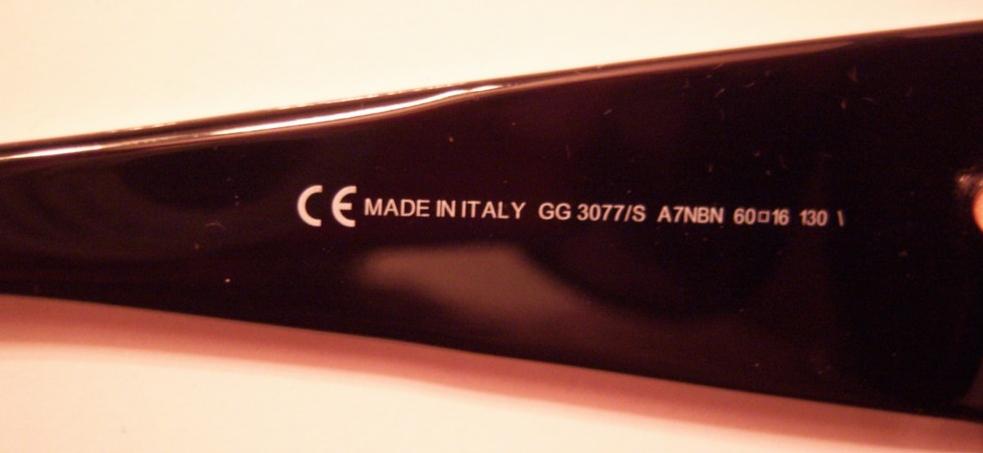 CE MADE IN ITALY GG 3077/S A7NBN 60□16 130 \